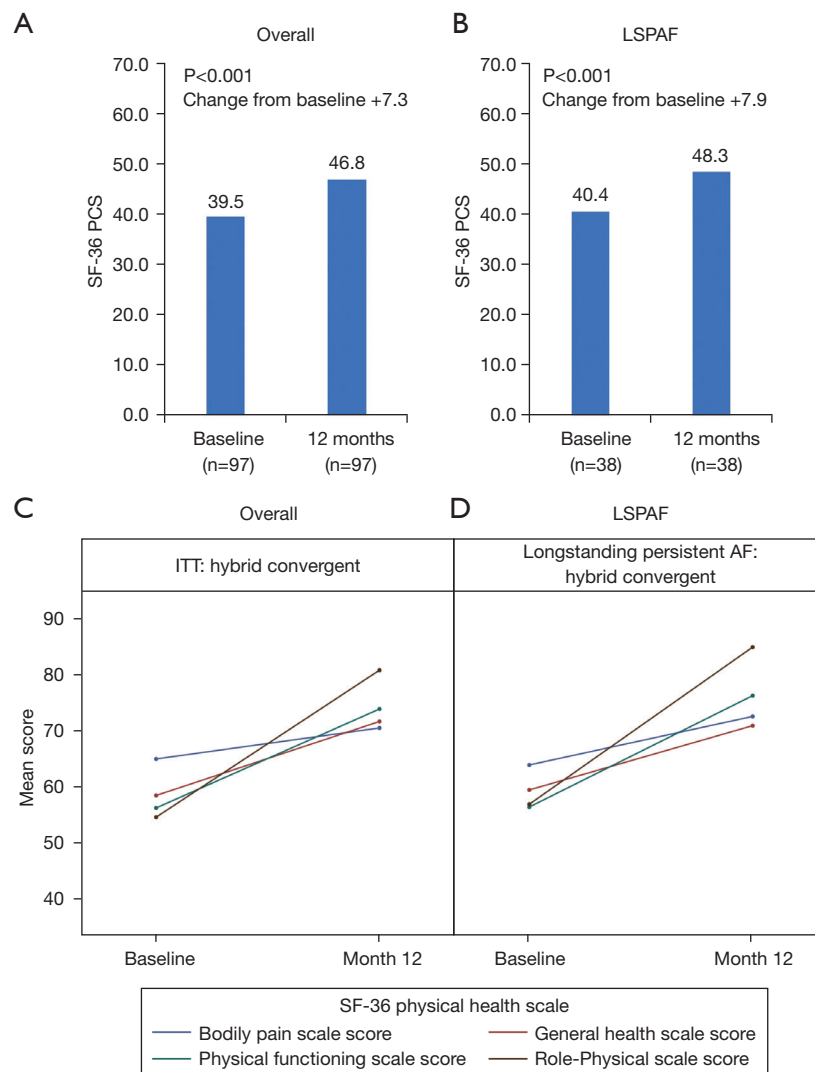 A
Overall
P<0.001
Change from baseline +7.3
SF-36 PCS
70.0
60.0
50.0
40.0
30.0
20.0
10.0
0.0
39.5
46.8
Baseline
(n=97)
12 months
(n=97)
B
LSPAF
P<0.001
Change from baseline +7.9
SF-36 PCS
70.0
60.0
50.0
40.0
30.0
20.0
10.0
0.0
40.4
48.3
Baseline
(n=38)
12 months
(n=38)
C
Overall
ITT: hybrid convergent
D
LSPAF
Longstanding persistent AF:
hybrid convergent
Mean score
90
80
70
60
50
40
Baseline
Month 12
Baseline
Month 12
SF-36 physical health scale
Bodily pain scale score
General health scale score
Physical functioning scale score
Role-Physical scale score